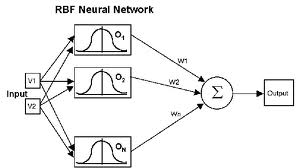 RBF Neural Network
O1
W1
V1
O2
W2
Input
Σ
Output
V2
Wn
ON